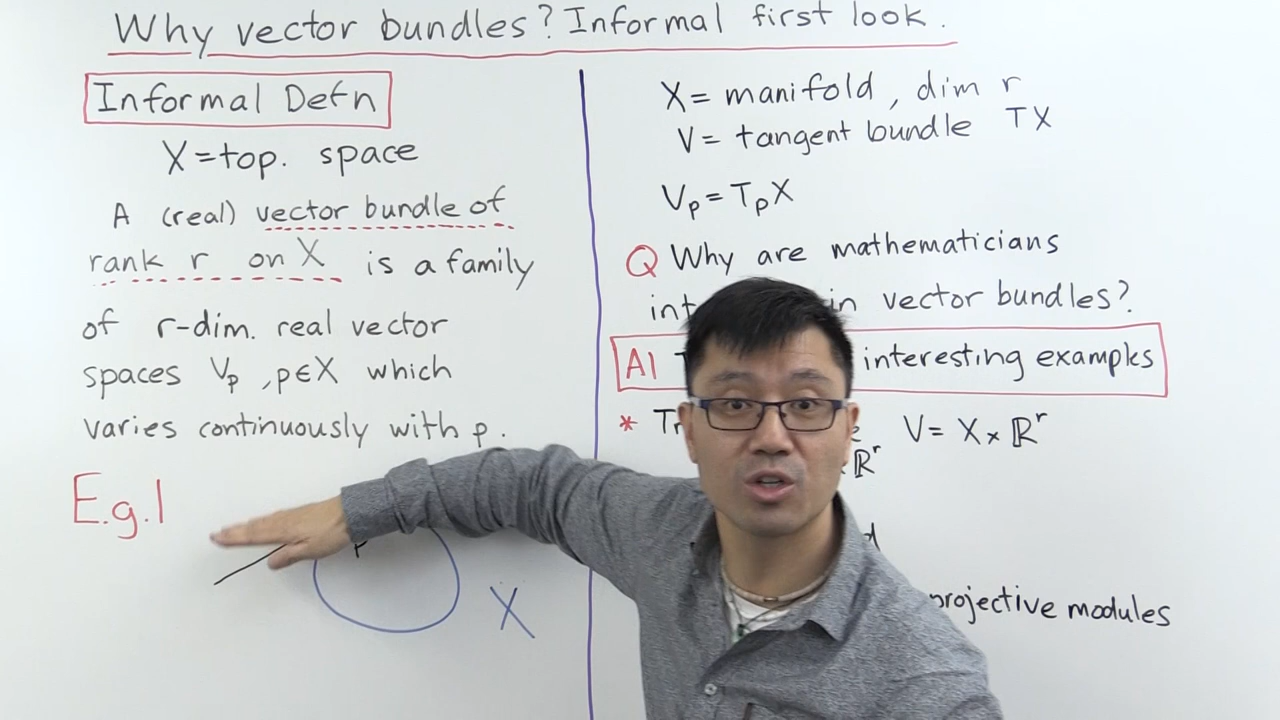 Why vector bundles? Informal first look.
Informal Defn
X = top. space
A (real) vector bundle of
rank r on X is a family
of r-dim. real vector
spaces Vp, p∈X which
varies continuously with p.
E.g.1
p
X
X = manifold, dim r
V = tangent bundle TX
Vp = TpX
Q Why are mathematicians
in vector bundles?
A1 interesting examples
* V = X × ℝʳ
ℝʳ
projective modules